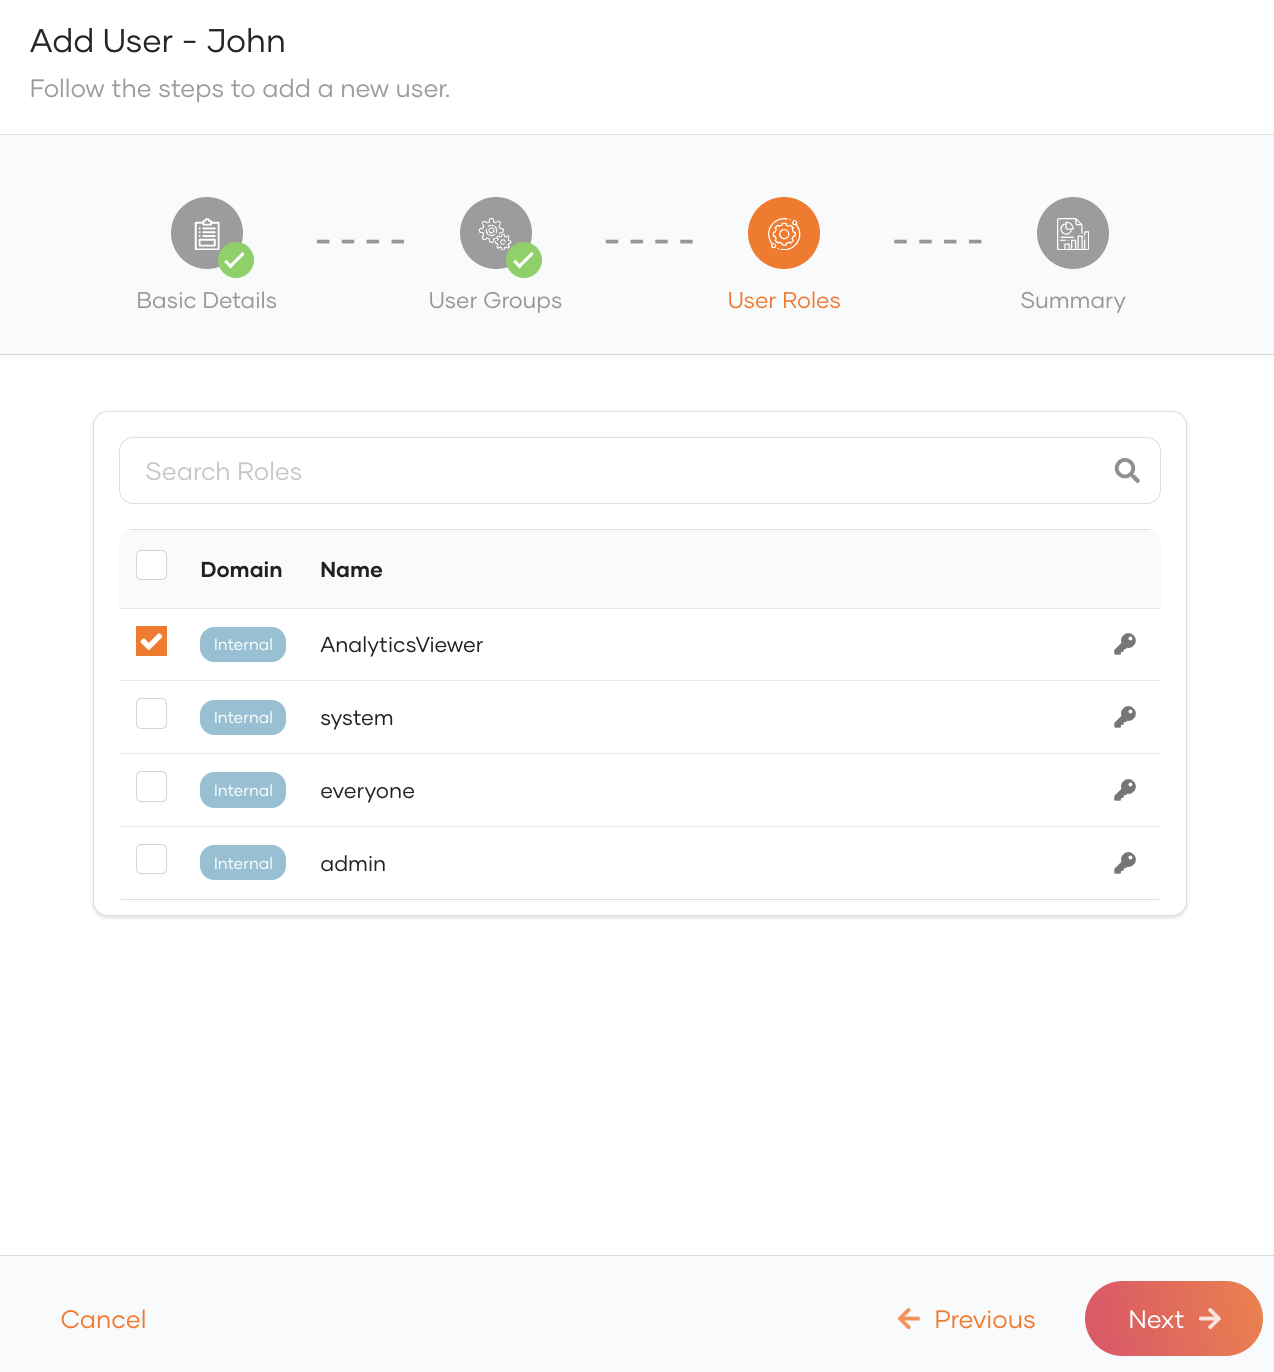 Add User - John
Follow the steps to add a new user.
Basic Details
User Groups
User Roles
Summary
Search Roles
Domain Name
Internal AnalyticsViewer
Internal system
Internal everyone
Internal admin
Cancel
Previous
Next